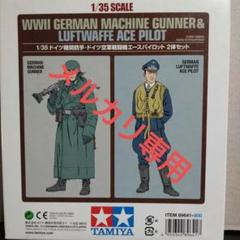 1/35 SCALE
WWII GERMAN MACHINE GUNNER &
LUFTWAFFE ACE PILOT
1/35 ドイツ機関銃手・ドイツ空軍戦闘機エースパイロット 2体セット
GERMAN
MACHINE
GUNNER
GERMAN
LUFTWAFFE
ACE PILOT
メルカリ専用
TAMIYA
ITEM 89641